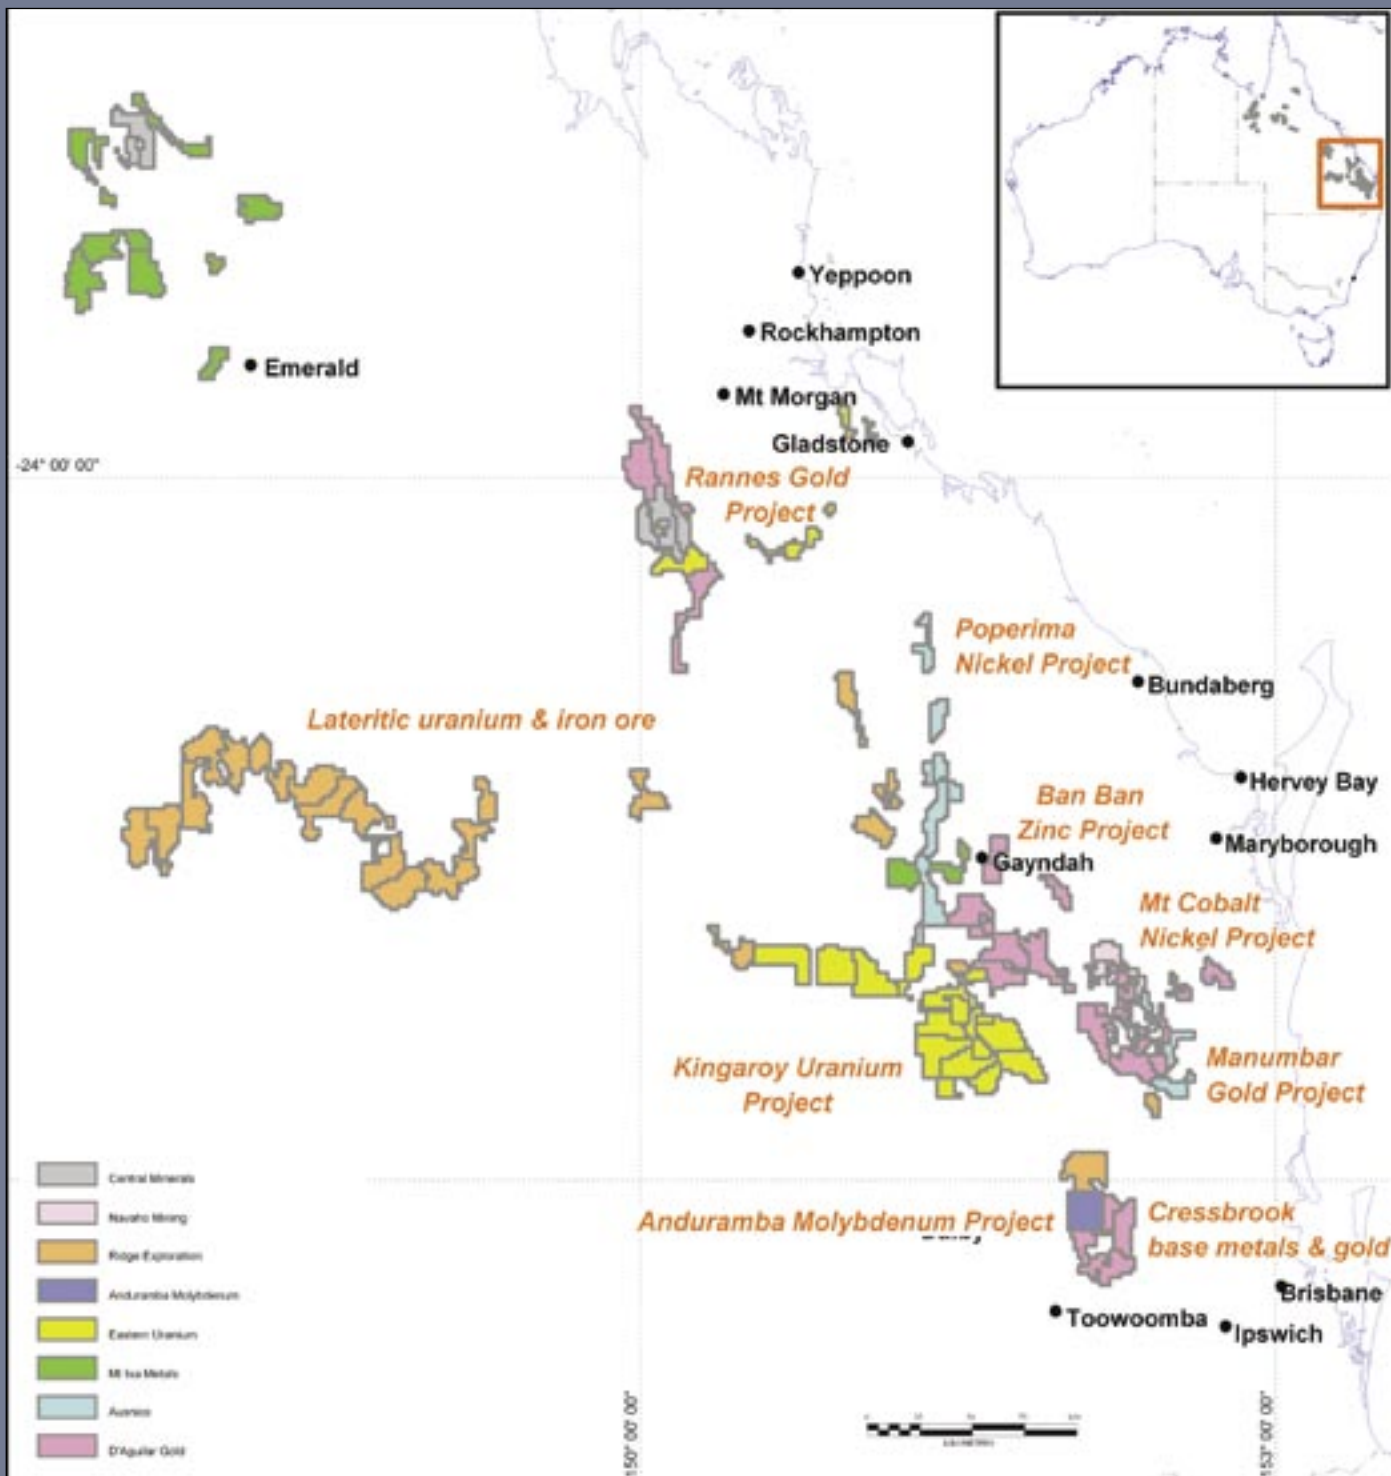 Yeppoon
Rockhampton
Emerald
Mt Morgan
Gladstone
-24° 00' 00"
Rannes Gold
Project
Poperima
Nickel Project
Bundaberg
Lateritic uranium & iron ore
Hervey Bay
Ban Ban
Zinc Project
Maryborough
Gayndah
Mt Cobalt
Nickel Project
Kingaroy Uranium
Project
Manumbar
Gold Project
Anduramba Molybdenum Project
Cressbrook
base metals & gold
Brisbane
Toowoomba
Ipswich
Central Minerals
Navaho Mining
Ridge Exploration
Anduramba Molybdenum
Eastern Uranium
Mt Isa Metals
Ausnico
D'Aguilar Gold
150° 00' 00"
153° 00' 00"